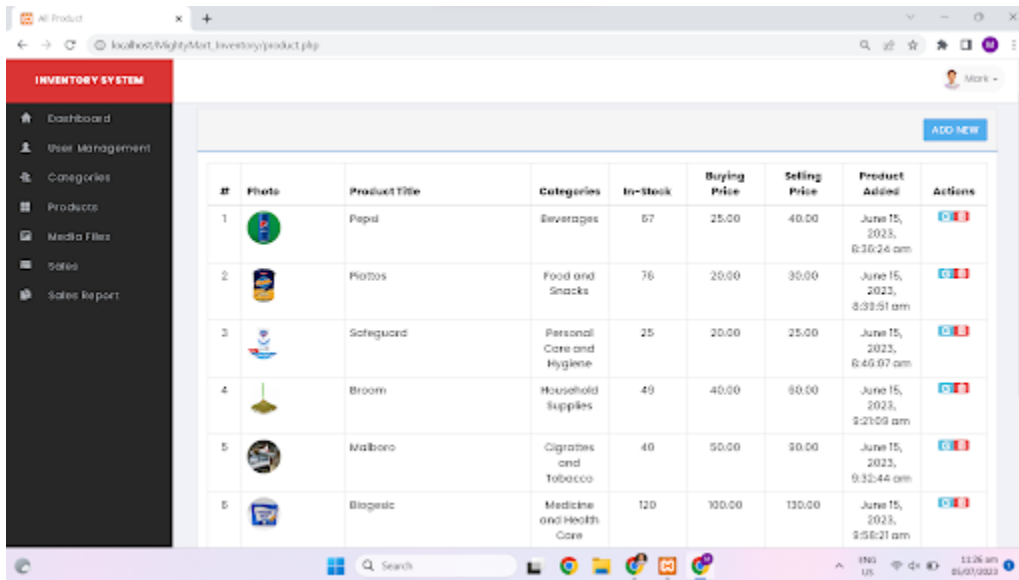 All Product
localhost/MightyMart_Inventory/product.php
M
INVENTORY SYSTEM
Mark
Dashboard
User Management
Categories
Products
Media Files
Sales
Sales Report
ADD NEW
# Photo Product Title Categories In-Stock Buying Price Selling Price Product Added Actions
1 Pepsi Beverages 67 25.00 40.00 June 15,
2023,
8:36:24 am
2 Piattos Food and 76 20.00 30.00 June 15,
Snacks 2023,
8:39:51 am
3 Safeguard Personal 25 20.00 25.00 June 15,
Care and 2023,
Hygiene 8:46:07 am
4 Broom Household 49 40.00 60.00 June 15,
Supplies 2023,
9:21:09 am
5 Malboro Cigrattes 40 50.00 90.00 June 15,
and 2023,
Tobacco 9:32:44 am
6 Biogesic Medicine 120 100.00 130.00 June 15,
and Health 2023,
Care 9:58:21 am
Search
ENG
US
11:26 am
05/07/2023